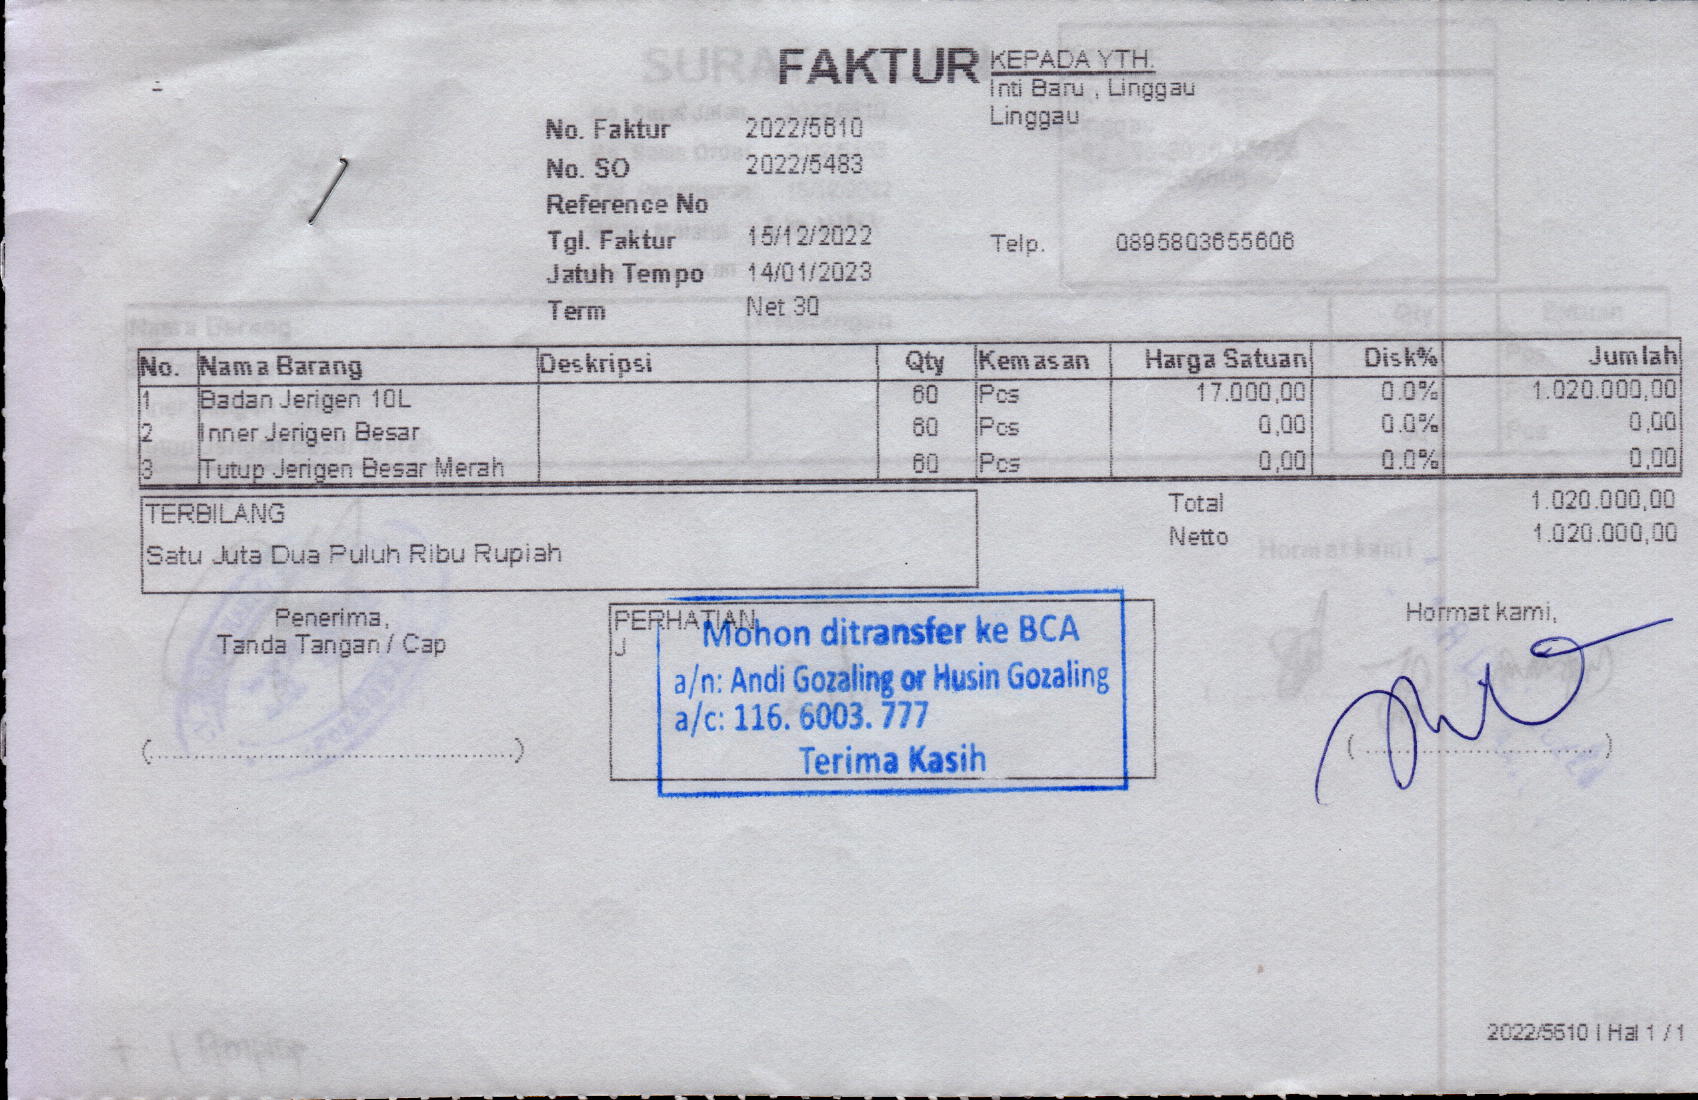 FAKTUR
KEPADA YTH.
Inti Baru , Linggau
Linggau
No. Faktur 2022/5610
No. SO 2022/5483
Reference No
Tgl. Faktur 15/12/2022
Telp. 0895803655606
Jatuh Tempo 14/01/2023
Term Net 30
No. Nama Barang Deskripsi Qty Kemasan Harga Satuan Disk% Jumlah
1 Badan Jerigen 10L 60 Pcs 17.000,00 0.0% 1.020.000,00
2 Inner Jerigen Besar 60 Pcs 0,00 0.0% 0,00
3 Tutup Jerigen Besar Merah 60 Pcs 0,00 0.0% 0,00
TERBILANG
Satu Juta Dua Puluh Ribu Rupiah
Total 1.020.000,00
Netto 1.020.000,00
Penerima,
Tanda Tangan / Cap
PERHATIAN
J
Mohon ditransfer ke BCA
a/n: Andi Gozaling or Husin Gozaling
a/c: 116. 6003. 777
Terima Kasih
Hormat kami,
2022/5610 | Hal 1 / 1